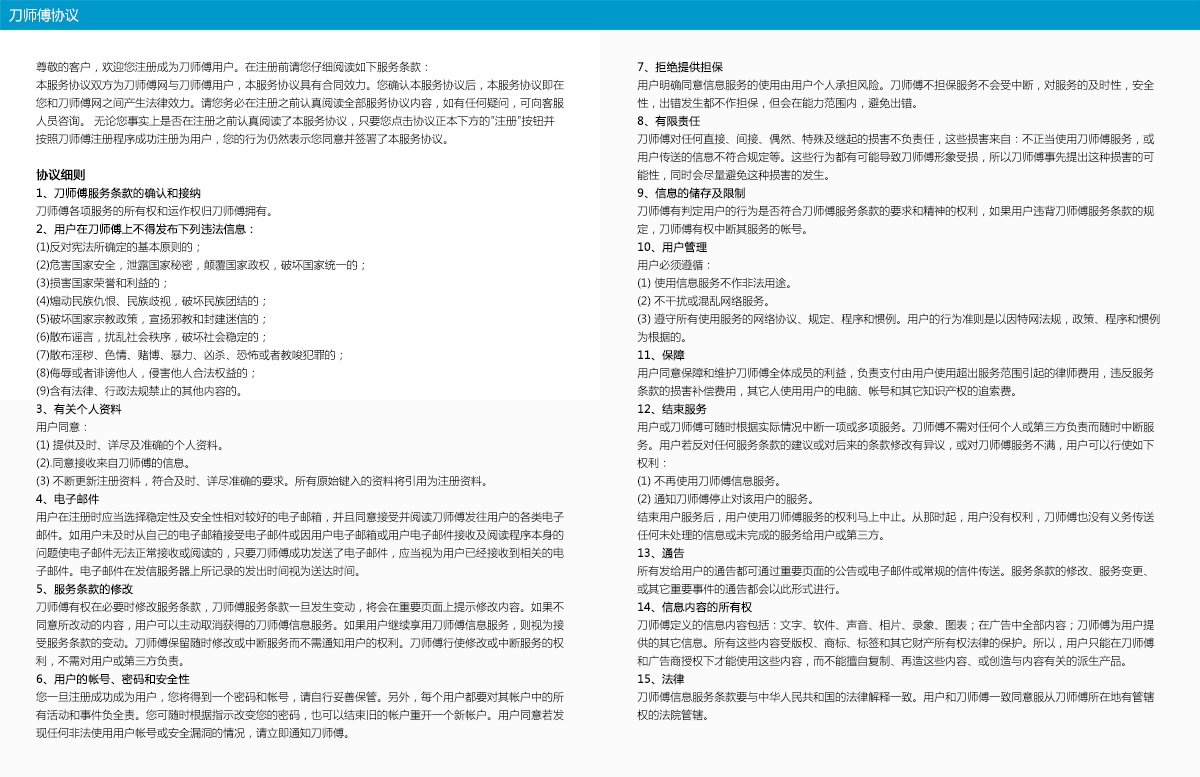 刀师傅协议
尊敬的客户，欢迎您注册成为刀师傅用户。在注册前请您仔细阅读如下服务条款：
本服务协议双方为刀师傅网与刀师傅用户，本服务协议具有合同效力。您确认本服务协议后，本服务协议即在
您和刀师傅网之间产生法律效力。请您务必在注册之前认真阅读全部服务协议内容，如有任何疑问，可向客服
人员咨询。 无论您事实上是否在注册之前认真阅读了本服务协议，只要您点击协议正本下方的"注册"按钮并
按照刀师傅注册程序成功注册为用户，您的行为仍然表示您同意并签署了本服务协议。
协议细则
1、刀师傅服务条款的确认和接纳
刀师傅各项服务的所有权和运作权归刀师傅拥有。
2、用户在刀师傅上不得发布下列违法信息：
(1)反对宪法所确定的基本原则的；
(2)危害国家安全，泄露国家秘密，颠覆国家政权，破坏国家统一的；
(3)损害国家荣誉和利益的；
(4)煽动民族仇恨、民族歧视，破坏民族团结的；
(5)破坏国家宗教政策，宣扬邪教和封建迷信的；
(6)散布谣言，扰乱社会秩序，破坏社会稳定的；
(7)散布淫秽、色情、赌博、暴力、凶杀、恐怖或者教唆犯罪的；
(8)侮辱或者诽谤他人，侵害他人合法权益的；
(9)含有法律、行政法规禁止的其他内容的。
3、有关个人资料
用户同意：
(1) 提供及时、详尽及准确的个人资料。
(2).同意接收来自刀师傅的信息。
(3) 不断更新注册资料，符合及时、详尽准确的要求。所有原始键入的资料将引用为注册资料。
4、电子邮件
用户在注册时应当选择稳定性及安全性相对较好的电子邮箱，并且同意接受并阅读刀师傅发往用户的各类电子
邮件。如用户未及时从自己的电子邮箱接受电子邮件或因用户电子邮箱或用户电子邮件接收及阅读程序本身的
问题使电子邮件无法正常接收或阅读的，只要刀师傅成功发送了电子邮件，应当视为用户已经接收到相关的电
子邮件。电子邮件在发信服务器上所记录的发出时间视为送达时间。
5、服务条款的修改
刀师傅有权在必要时修改服务条款，刀师傅服务条款一旦发生变动，将会在重要页面上提示修改内容。如果不
同意所改动的内容，用户可以主动取消获得的刀师傅信息服务。如果用户继续享用刀师傅信息服务，则视为接
受服务条款的变动。刀师傅保留随时修改或中断服务而不需通知用户的权利。刀师傅行使修改或中断服务的权
利，不需对用户或第三方负责。
6、用户的帐号、密码和安全性
您一旦注册成功成为用户，您将得到一个密码和帐号，请自行妥善保管。另外，每个用户都要对其帐户中的所
有活动和事件负全责。您可随时根据指示改变您的密码，也可以结束旧的帐户重开一个新帐户。用户同意若发
现任何非法使用用户帐号或安全漏洞的情况，请立即通知刀师傅。
7、拒绝提供担保
用户明确同意信息服务的使用由用户个人承担风险。刀师傅不担保服务不会受中断，对服务的及时性，安全
性，出错发生都不作担保，但会在能力范围内，避免出错。
8、有限责任
刀师傅对任何直接、间接、偶然、特殊及继起的损害不负责任，这些损害来自：不正当使用刀师傅服务，或
用户传送的信息不符合规定等。这些行为都有可能导致刀师傅形象受损，所以刀师傅事先提出这种损害的可
能性，同时会尽量避免这种损害的发生。
9、信息的储存及限制
刀师傅有判定用户的行为是否符合刀师傅服务条款的要求和精神的权利，如果用户违背刀师傅服务条款的规
定，刀师傅有权中断其服务的帐号。
10、用户管理
用户必须遵循：
(1) 使用信息服务不作非法用途。
(2) 不干扰或混乱网络服务。
(3) 遵守所有使用服务的网络协议、规定、程序和惯例。用户的行为准则是以因特网法规，政策、程序和惯例
为根据的。
11、保障
用户同意保障和维护刀师傅全体成员的利益，负责支付由用户使用超出服务范围引起的律师费用，违反服务
条款的损害补偿费用，其它人使用用户的电脑、帐号和其它知识产权的追索费。
12、结束服务
用户或刀师傅可随时根据实际情况中断一项或多项服务。刀师傅不需对任何个人或第三方负责而随时中断服
务。用户若反对任何服务条款的建议或对后来的条款修改有异议，或对刀师傅服务不满，用户可以行使如下
权利：
(1) 不再使用刀师傅信息服务。
(2) 通知刀师傅停止对该用户的服务。
结束用户服务后，用户使用刀师傅服务的权利马上中止。从那时起，用户没有权利，刀师傅也没有义务传送
任何未处理的信息或未完成的服务给用户或第三方。
13、通告
所有发给用户的通告都可通过重要页面的公告或电子邮件或常规的信件传送。服务条款的修改、服务变更、
或其它重要事件的通告都会以此形式进行。
14、信息内容的所有权
刀师傅定义的信息内容包括：文字、软件、声音、相片、录象、图表；在广告中全部内容；刀师傅为用户提
供的其它信息。所有这些内容受版权、商标、标签和其它财产所有权法律的保护。所以，用户只能在刀师傅
和广告商授权下才能使用这些内容，而不能擅自复制、再造这些内容、或创造与内容有关的派生产品。
15、法律
刀师傅信息服务条款要与中华人民共和国的法律解释一致。用户和刀师傅一致同意服从刀师傅所在地有管辖
权的法院管辖。